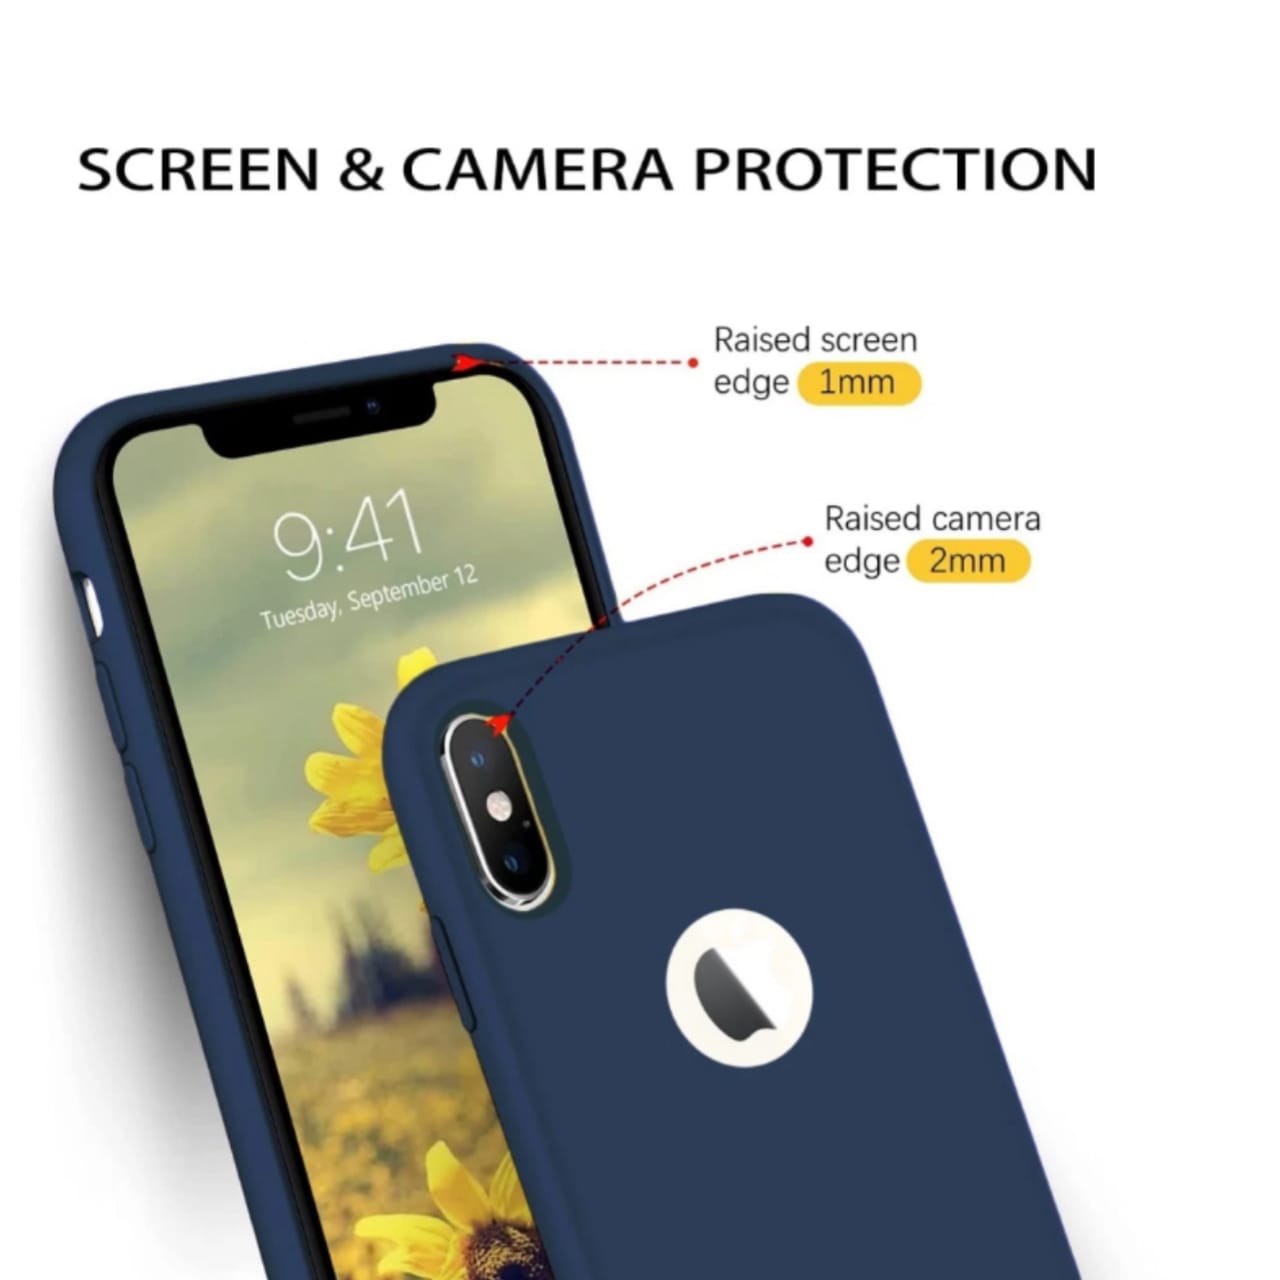 SCREEN & CAMERA PROTECTION
Raised screen
edge 1mm
Raised camera
edge 2mm
9:41
Tuesday, September 12